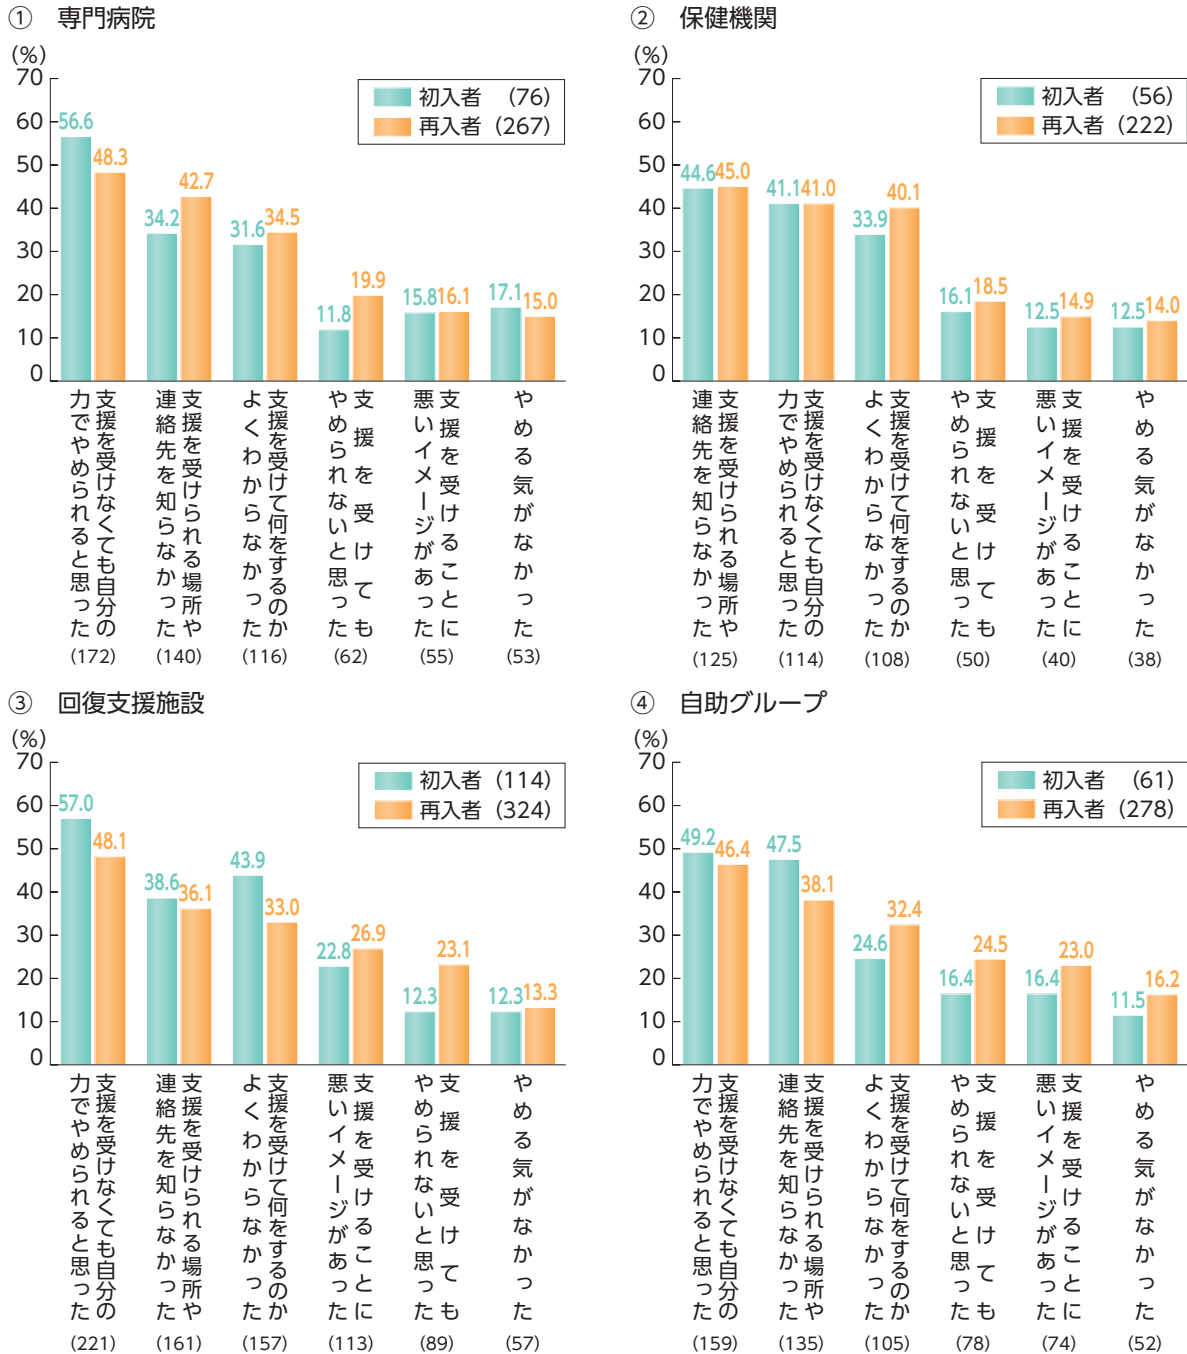 ① 専門病院
(%)
70
60
50
40
30
20
10
0
初入者 (76)
再入者 (267)
56.6
48.3
34.2
42.7
31.6
34.5
11.8
19.9
15.8
16.1
17.1
15.0
支援を受けなくても自分の
力でやめられると思った
(172)
支援を受けられる場所や
連絡先を知らなかった
(140)
支援を受けて何をするのか
よくわからなかった
(116)
支援を受けても
やめられないと思った
(62)
支援を受けることに
悪いイメージがあった
(55)
やめる気がなかった
(53)
② 保健機関
(%)
70
60
50
40
30
20
10
0
初入者 (56)
再入者 (222)
44.6
45.0
41.1
41.0
33.9
40.1
16.1
18.5
12.5
14.9
12.5
14.0
支援を受けられる場所や
連絡先を知らなかった
(125)
支援を受けなくても自分の
力でやめられると思った
(114)
支援を受けて何をするのか
よくわからなかった
(108)
支援を受けても
やめられないと思った
(50)
支援を受けることに
悪いイメージがあった
(40)
やめる気がなかった
(38)
③ 回復支援施設
(%)
70
60
50
40
30
20
10
0
初入者 (114)
再入者 (324)
57.0
48.1
38.6
36.1
43.9
33.0
22.8
26.9
12.3
23.1
12.3
13.3
支援を受けなくても自分の
力でやめられると思った
(221)
支援を受けられる場所や
連絡先を知らなかった
(161)
支援を受けて何をするのか
よくわからなかった
(157)
支援を受けることに
悪いイメージがあった
(113)
支援を受けても
やめられないと思った
(89)
やめる気がなかった
(57)
④ 自助グループ
(%)
70
60
50
40
30
20
10
0
初入者 (61)
再入者 (278)
49.2
46.4
47.5
38.1
24.6
32.4
16.4
24.5
16.4
23.0
11.5
16.2
支援を受けなくても自分の
力でやめられると思った
(159)
支援を受けられる場所や
連絡先を知らなかった
(135)
支援を受けて何をするのか
よくわからなかった
(105)
支援を受けても
やめられないと思った
(78)
支援を受けることに
悪いイメージがあった
(74)
やめる気がなかった
(52)